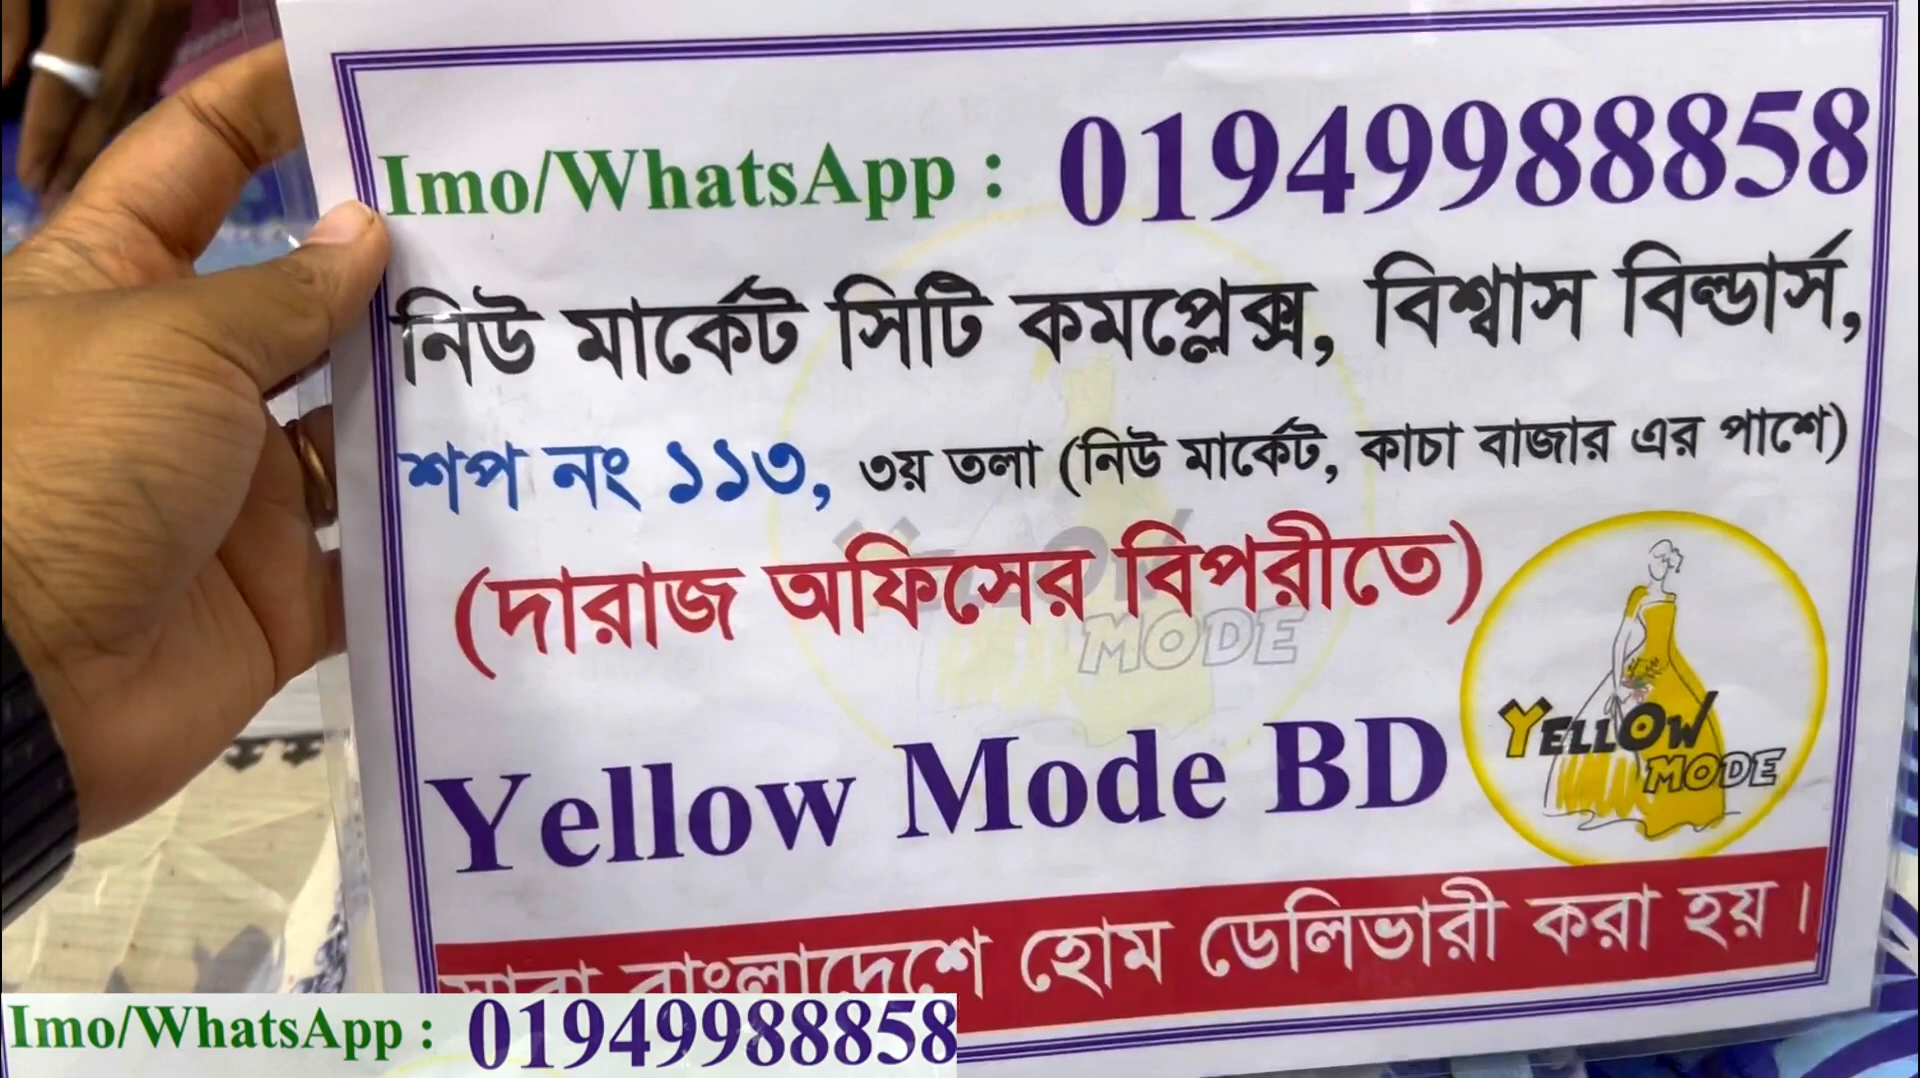 Imo/WhatsApp : 01949988858
নিউ মার্কেট সিটি কমপ্লেক্স, বিশ্বাস বিল্ডার্স,
শপ নং ১১৩, ৩য় তলা (নিউ মার্কেট, কাচা বাজার এর পাশে)
(দারাজ অফিসের বিপরীতে)
MODE
Yellow Mode BD
YELLOW
MODE
সারা বাংলাদেশে হোম ডেলিভারী করা হয়।
Imo/WhatsApp : 01949988858